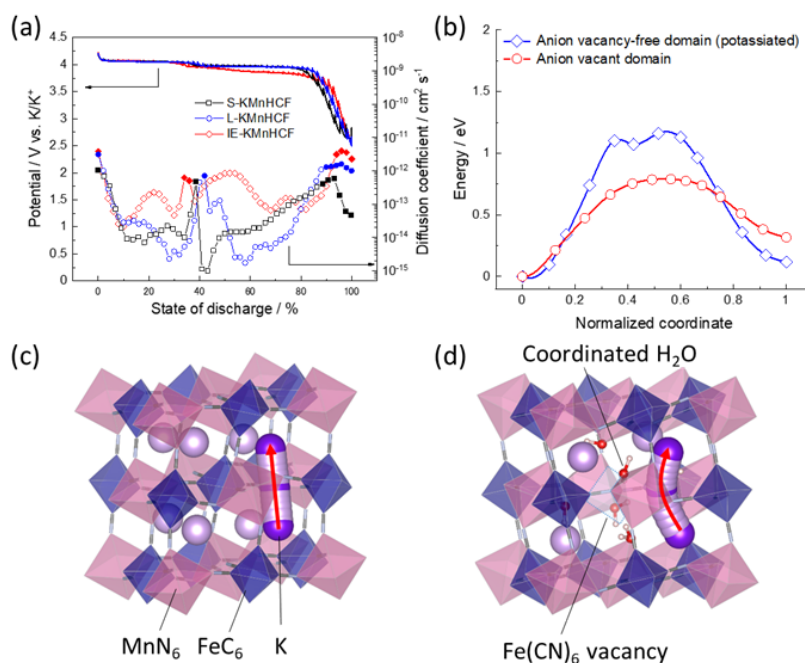 (a)
Potential / V vs. K/K⁺
4.5
4
3.5
3
2.5
2
1.5
1
0.5
0
S-KMnHCF
L-KMnHCF
IE-KMnHCF
0 20 40 60 80 100
State of discharge / %
10⁻⁸
10⁻⁹
10⁻¹⁰
10⁻¹¹
10⁻¹²
10⁻¹³
10⁻¹⁴
10⁻¹⁵
Diffusion coefficient / cm² s⁻¹
(b)
Energy / eV
2
1.5
1
0.5
0
Anion vacancy-free domain (potassiated)
Anion vacant domain
0 0.2 0.4 0.6 0.8 1
Normalized coordinate
(c)
MnN₆ FeC₆ K
(d)
Coordinated H₂O
Fe(CN)₆ vacancy